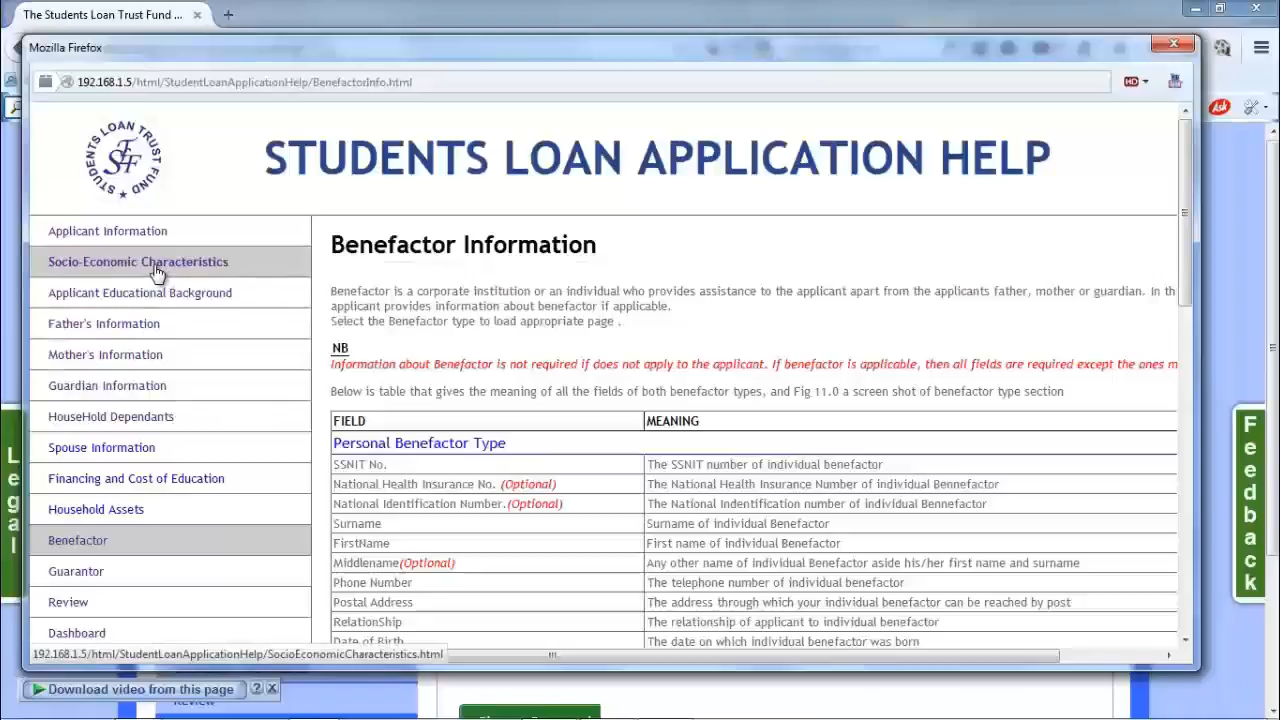 The Students Loan Trust Fund ...
Mozilla Firefox
192.168.1.5/html/StudentLoanApplicationHelp/BenefactorInfo.html
HD
Ask
STUDENTS LOAN TRUST FUND
STUDENTS LOAN APPLICATION HELP
Applicant Information
Socio-Economic Characteristics
Applicant Educational Background
Father's Information
Mother's Information
Guardian Information
HouseHold Dependants
Spouse Information
Financing and Cost of Education
Household Assets
Benefactor
Guarantor
Review
Dashboard
Benefactor Information
Benefactor is a corporate institution or an individual who provides assistance to the applicant apart from the applicants father, mother or guardian. In th
applicant provides information about benefactor if applicable.
Select the Benefactor type to load appropriate page .
NB
Information about Benefactor is not required if does not apply to the applicant. If benefactor is applicable, then all fields are required except the ones m
Below is table that gives the meaning of all the fields of both benefactor types, and Fig 11.0 a screen shot of benefactor type section
FIELD MEANING
Personal Benefactor Type
SSNIT No. The SSNIT number of individual benefactor
National Health Insurance No. (Optional) The National Health Insurance Number of individual Bennefactor
National Identification Number.(Optional) The National Indentification number of individual Bennefactor
Surname Surname of individual Benefactor
FirstName First name of individual Benefactor
Middlename(Optional) Any other name of individual Benefactor aside his/her first name and surname
Phone Number The telephone number of individual benefactor
Postal Address The address through which your individual benefactor can be reached by post
RelationShip The relationship of applicant to individual benefactor
Date of Birth The date on which individual benefactor was born
192.168.1.5/html/StudentLoanApplicationHelp/SocioEconomicCharacteristics.html
Download video from this page
Review
Legal
Feedback